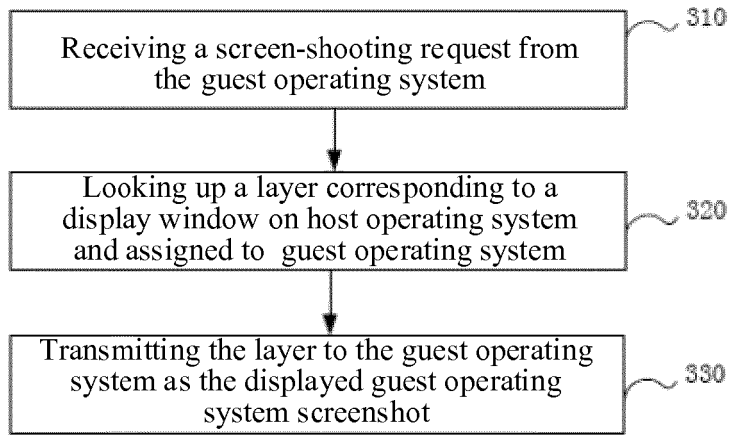 310
Receiving a screen-shooting request from
the guest operating system
Looking up a layer corresponding to a
display window on host operating system
and assigned to guest operating system
320
Transmitting the layer to the guest operating
system as the displayed guest operating
system screenshot
330